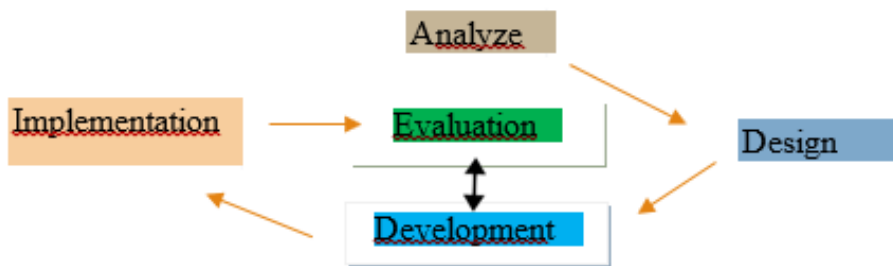 Analyze
Implementation
Evaluation
Design
Development